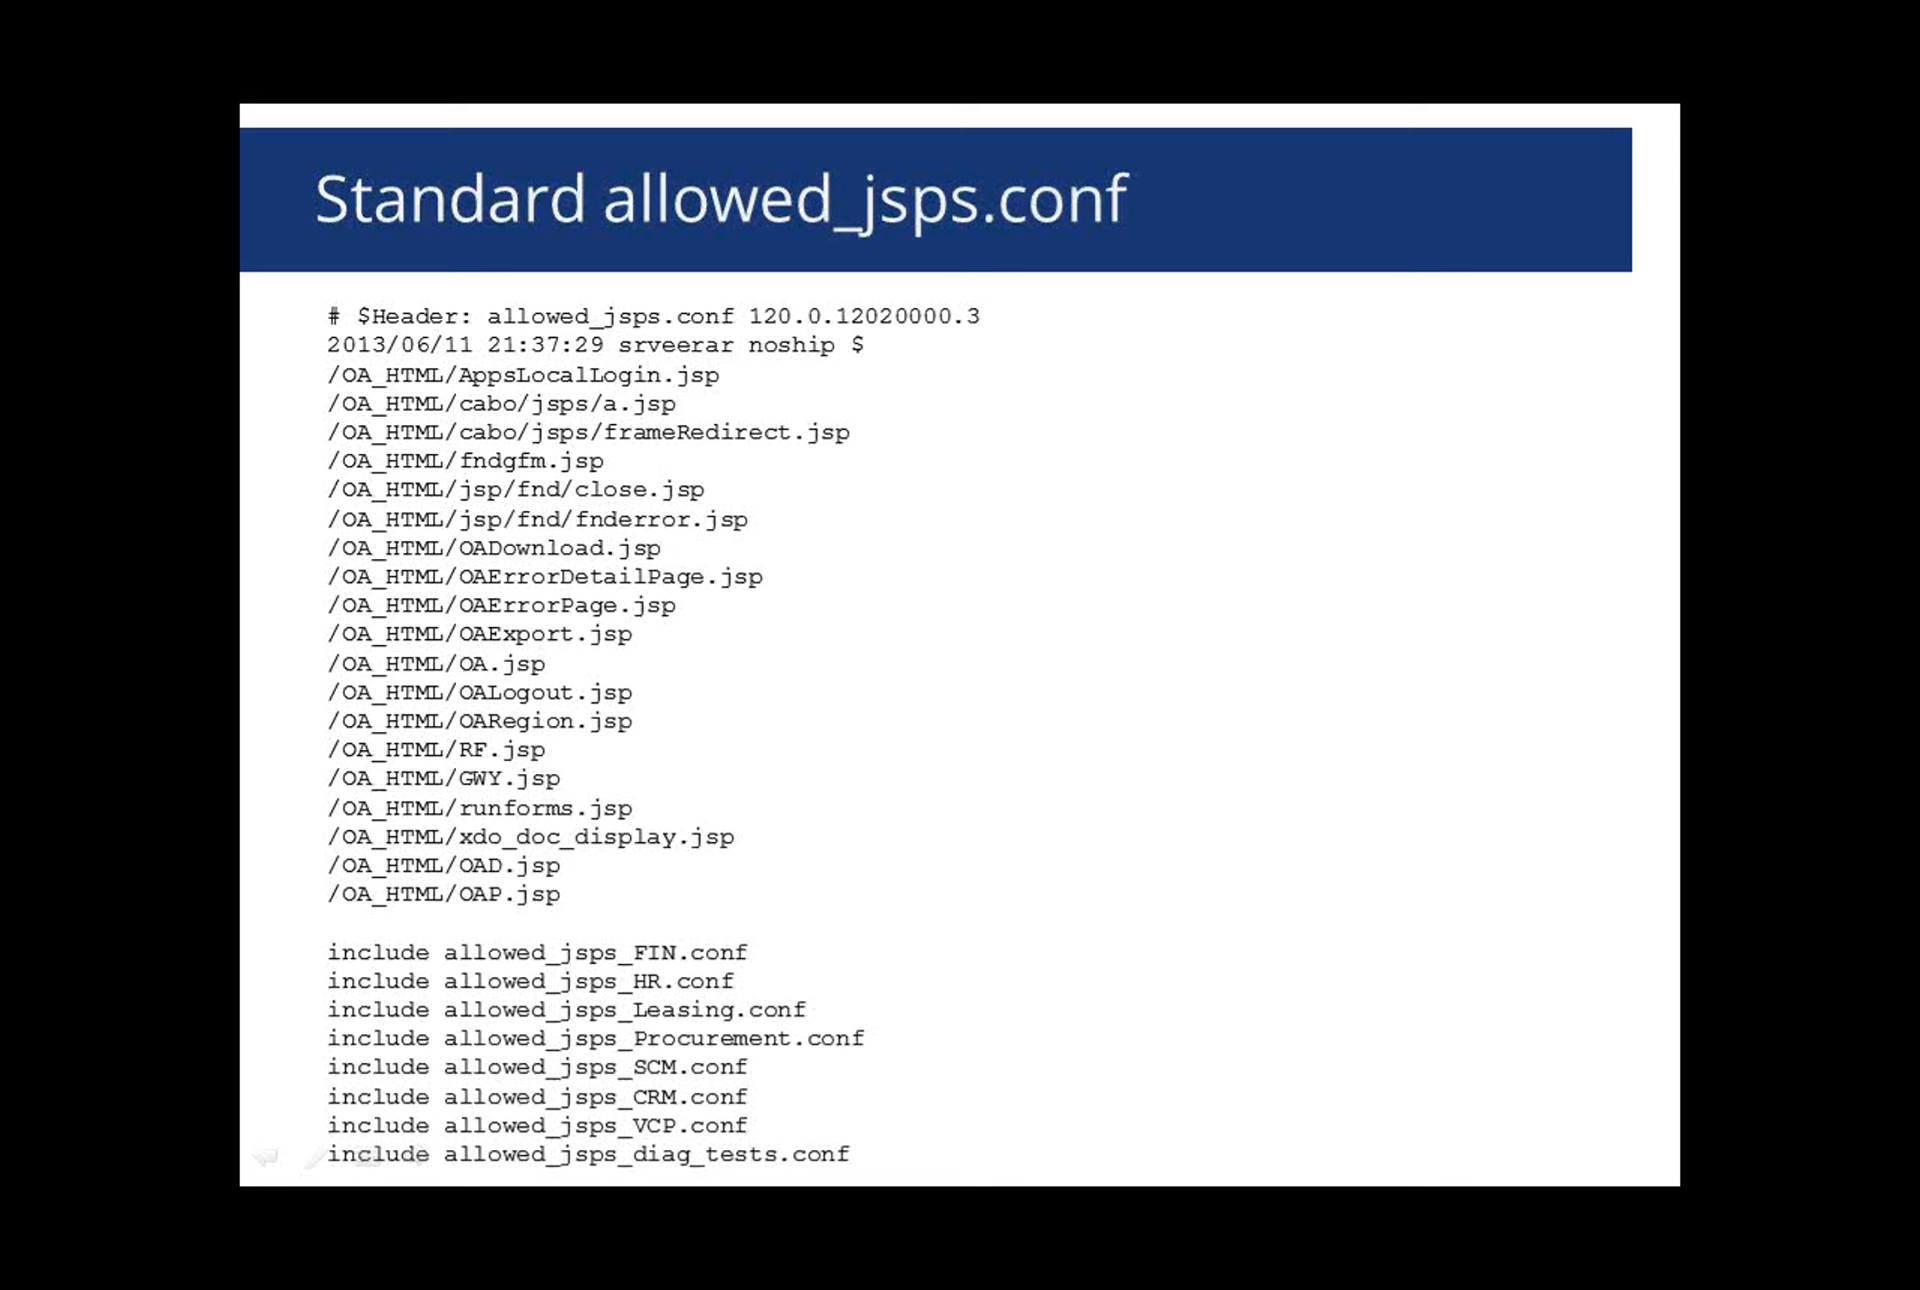 Standard allowed_jsps.conf
# $Header: allowed_jsps.conf 120.0.12020000.3
2013/06/11 21:37:29 srveerar noship $
/OA_HTML/AppsLocalLogin.jsp
/OA_HTML/cabo/jsps/a.jsp
/OA_HTML/cabo/jsps/frameRedirect.jsp
/OA_HTML/fndgfm.jsp
/OA_HTML/jsp/fnd/close.jsp
/OA_HTML/jsp/fnd/fnderror.jsp
/OA_HTML/OADownload.jsp
/OA_HTML/OAErrorDetailPage.jsp
/OA_HTML/OAErrorPage.jsp
/OA_HTML/OAExport.jsp
/OA_HTML/OA.jsp
/OA_HTML/OALogout.jsp
/OA_HTML/OARegion.jsp
/OA_HTML/RF.jsp
/OA_HTML/GWY.jsp
/OA_HTML/runforms.jsp
/OA_HTML/xdo_doc_display.jsp
/OA_HTML/OAD.jsp
/OA_HTML/OAP.jsp
include allowed_jsps_FIN.conf
include allowed_jsps_HR.conf
include allowed_jsps_Leasing.conf
include allowed_jsps_Procurement.conf
include allowed_jsps_SCM.conf
include allowed_jsps_CRM.conf
include allowed_jsps_VCP.conf
include allowed_jsps_diag_tests.conf